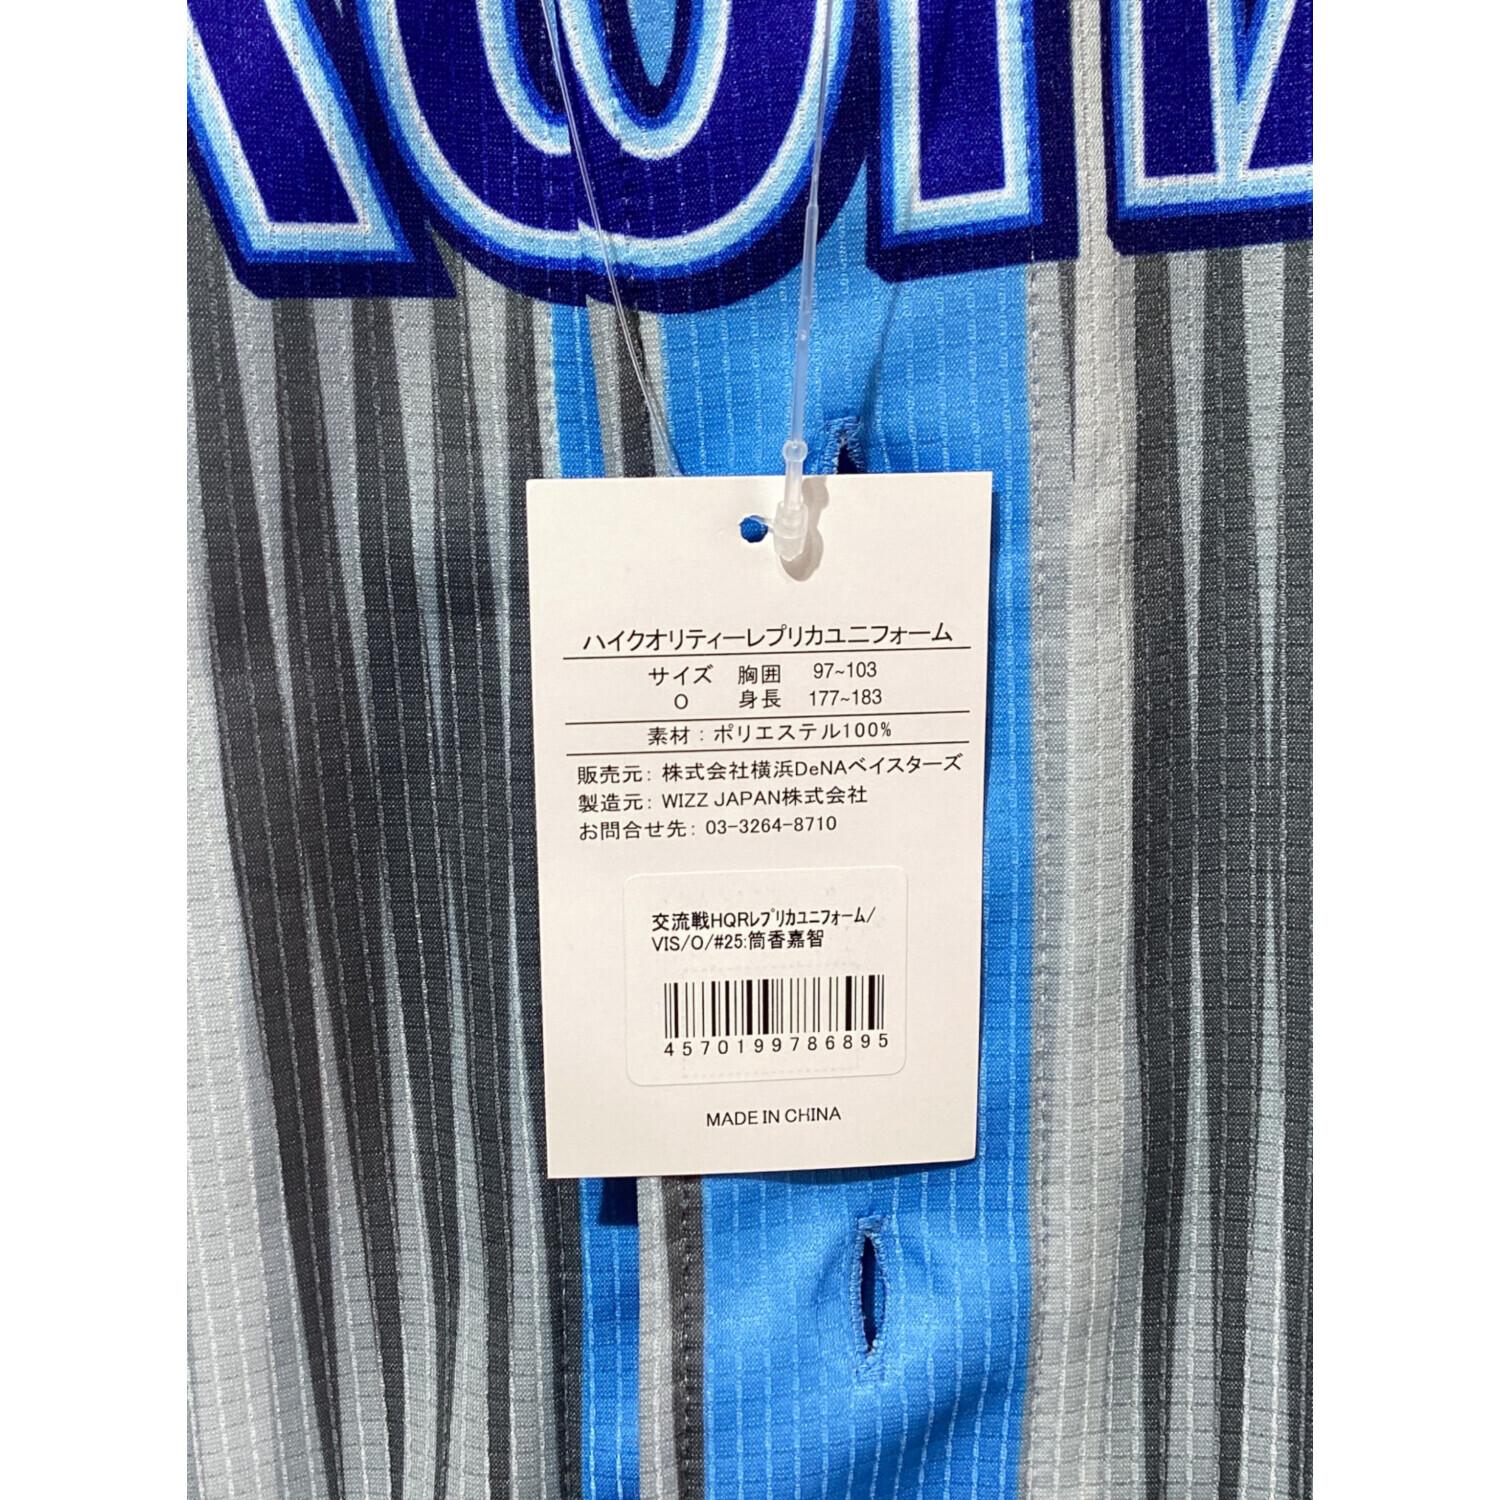 ハイクオリティーレプリカユニフォーム
サイズ 胸囲 97~103
O 身長 177~183
素材：ポリエステル100%
販売元：株式会社横浜DeNAベイスターズ
製造元：WIZZ JAPAN株式会社
お問合せ先：03-3264-8710
交流戦HQRﾚﾌﾟﾘｶﾕﾆﾌｫｰﾑ/
VIS/O/#25:筒香嘉智
4570199786895
MADE IN CHINA